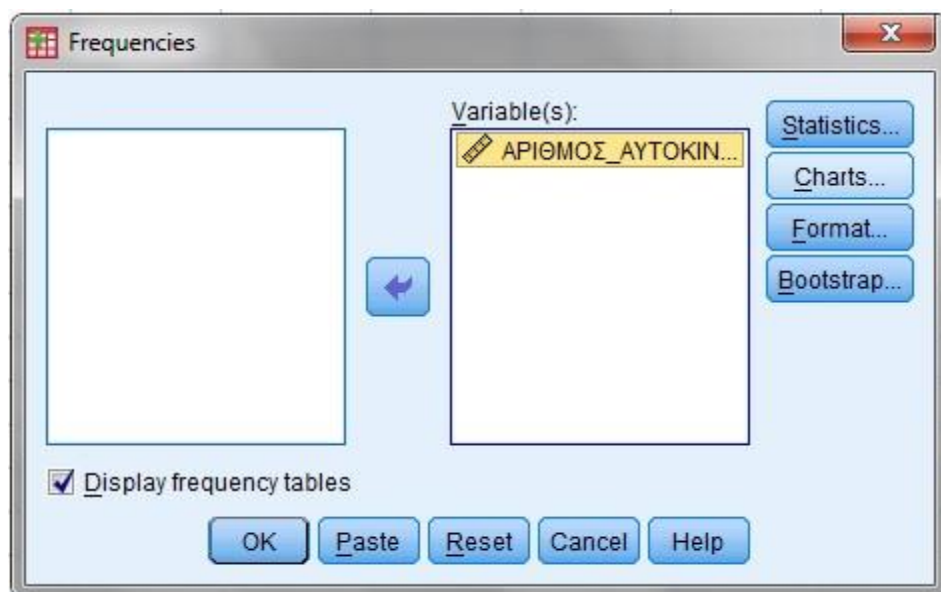 Frequencies
Variable(s):
ΑΡΙΘΜΟΣ_ΑΥΤΟΚΙΝ...
Statistics...
Charts...
Format...
Bootstrap...
Display frequency tables
OK
Paste
Reset
Cancel
Help